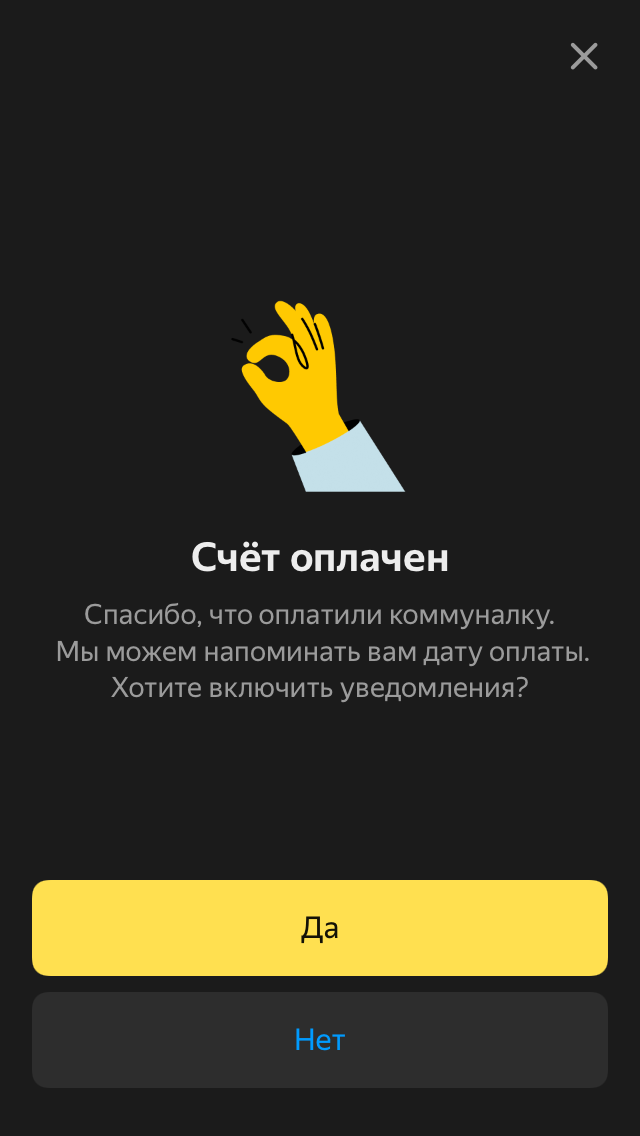 Счёт оплачен
Спасибо, что оплатили коммуналку.
Мы можем напоминать вам дату оплаты.
Хотите включить уведомления?
Да
Нет